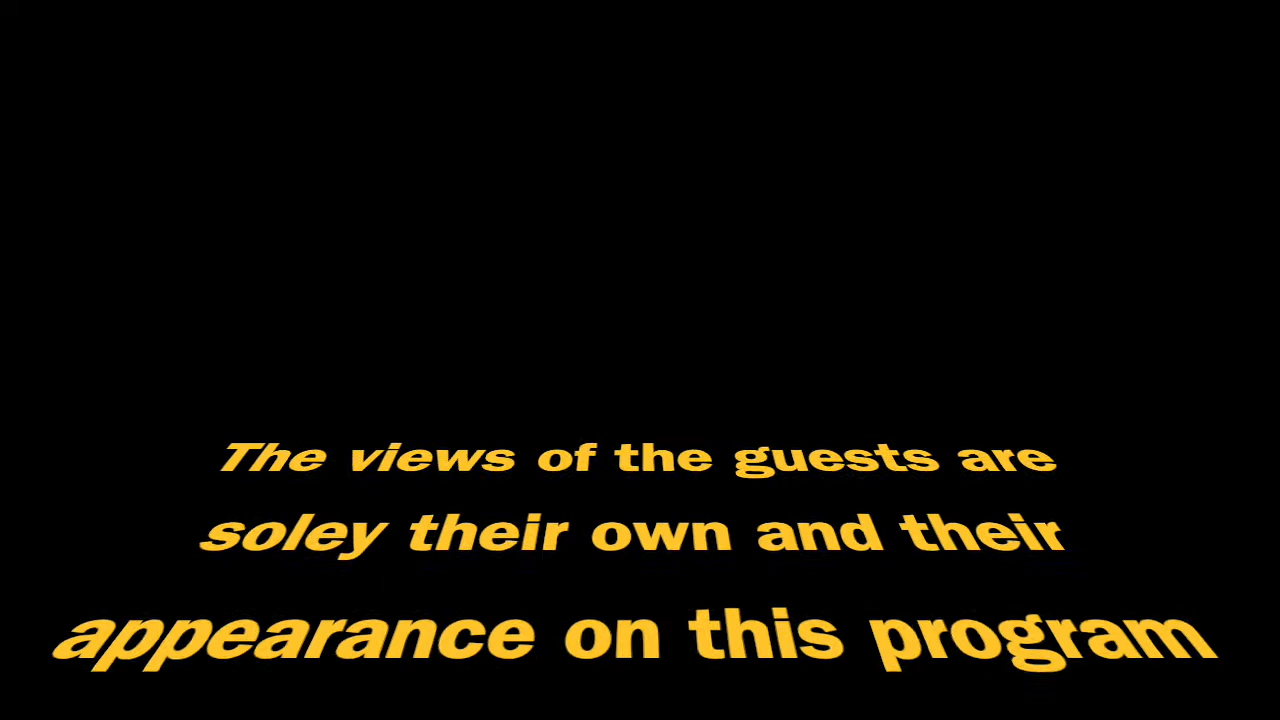 The views of the guests are
soley their own and their
appearance on this program